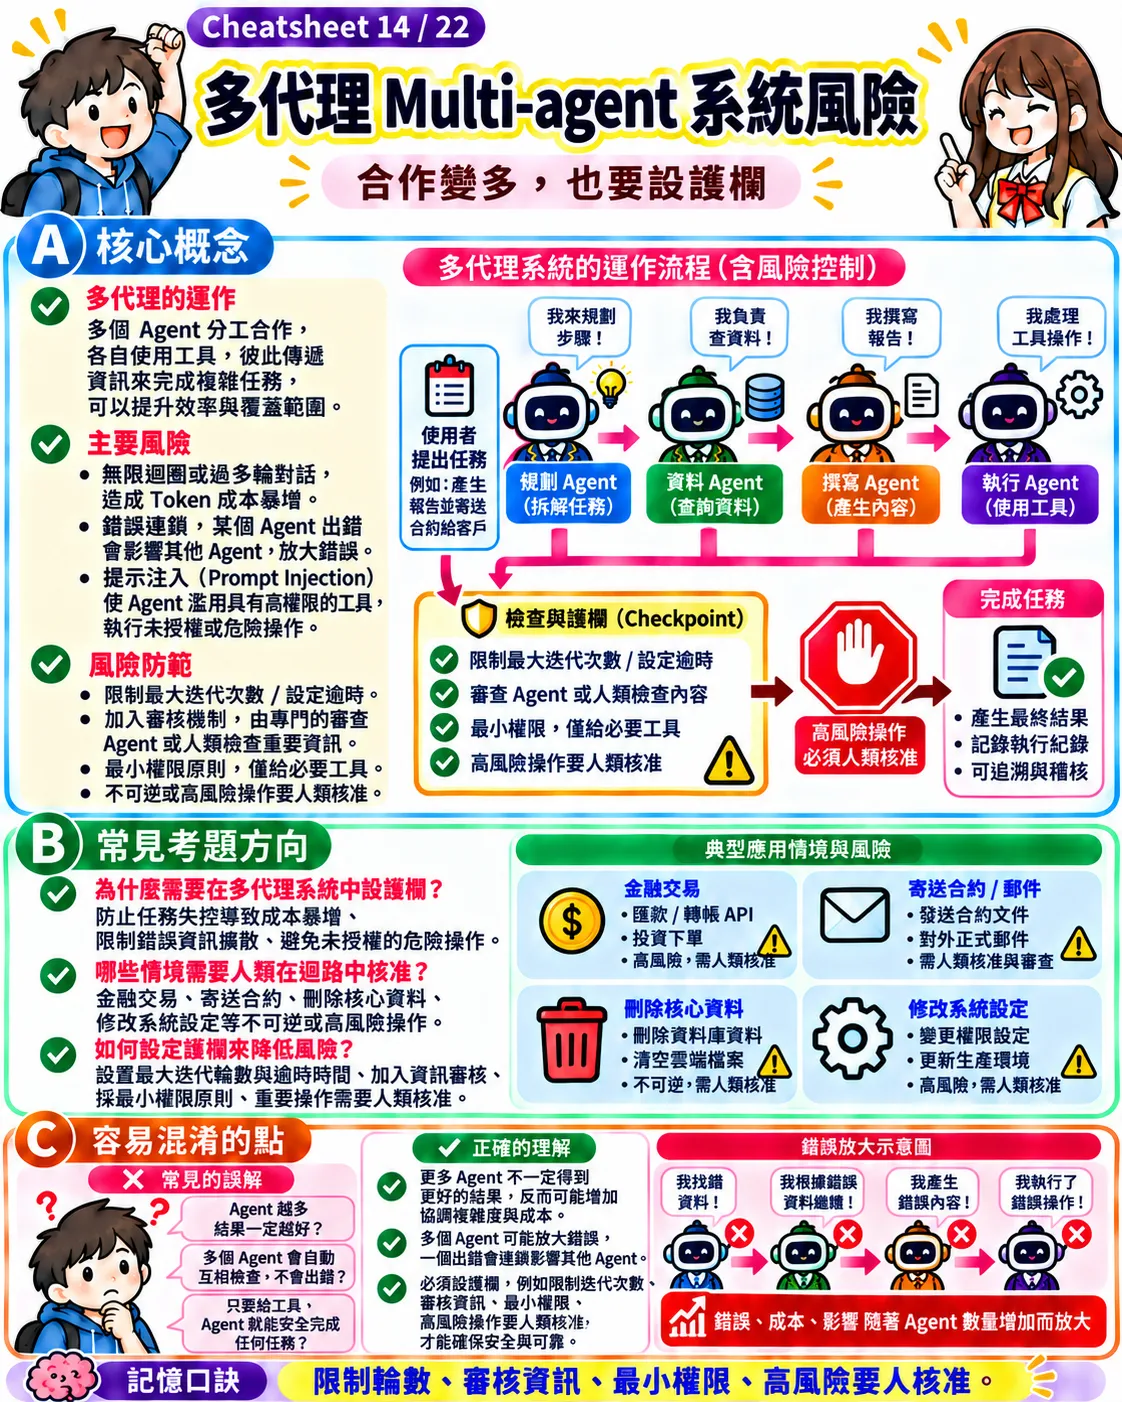 Cheatsheet 14 / 22
多代理 Multi-agent 系統風險
合作變多，也要設護欄
A 核心概念
多代理的運作
多個 Agent 分工合作，
各自使用工具，彼此傳遞
資訊來完成複雜任務，
可以提升效率與覆蓋範圍。
主要風險
• 無限迴圈或過多輪對話，
造成 Token 成本暴增。
• 錯誤連鎖，某個 Agent 出錯
會影響其他 Agent，放大錯誤。
• 提示注入（Prompt Injection）
使 Agent 濫用具有高權限的工具，
執行未授權或危險操作。
風險防範
• 限制最大迭代次數 / 設定逾時。
• 加入審核機制，由專門的審查
Agent 或人類檢查重要資訊。
• 最小權限原則，僅給必要工具。
• 不可逆或高風險操作要人類核准。
多代理系統的運作流程（含風險控制）
使用者
提出任務
例如：產生
報告並寄送
合約給客戶
我來規劃
步驟！
規劃 Agent
（拆解任務）
我負責
查資料！
資料 Agent
（查詢資料）
我撰寫
報告！
撰寫 Agent
（產生內容）
我處理
工具操作！
執行 Agent
（使用工具）
檢查與護欄（Checkpoint）
限制最大迭代次數 / 設定逾時
審查 Agent 或人類檢查內容
最小權限，僅給必要工具
高風險操作要人類核准
高風險操作
必須人類核准
完成任務
• 產生最終結果
• 記錄執行紀錄
• 可追溯與稽核
B 常見考題方向
為什麼需要在多代理系統中設護欄？
防止任務失控導致成本暴增、
限制錯誤資訊擴散、避免未授權的危險操作。
哪些情境需要人類在迴路中核准？
金融交易、寄送合約、刪除核心資料、
修改系統設定等不可逆或高風險操作。
如何設定護欄來降低風險？
設置最大迭代輪數與逾時時間、加入資訊審核、
採最小權限原則、重要操作需要人類核准。
典型應用情境與風險
金融交易
• 匯款 / 轉帳 API
• 投資下單
• 高風險，需人類核准
寄送合約 / 郵件
• 發送合約文件
• 對外正式郵件
• 需人類核准與審查
刪除核心資料
• 刪除資料庫資料
• 清空雲端檔案
• 不可逆，需人類核准
修改系統設定
• 變更權限設定
• 更新生產環境
• 高風險，需人類核准
C 容易混淆的點
常見的誤解
Agent 越多
結果一定越好？
多個 Agent 會自動
互相檢查，不會出錯？
只要給工具，
Agent 就能安全完成
任何任務？
正確的理解
更多 Agent 不一定得到
更好的結果，反而可能增加
協調複雜度與成本。
多個 Agent 可能放大錯誤，
一個出錯會連鎖影響其他 Agent。
必須設護欄，例如限制迭代次數、
審核資訊、最小權限、
高風險操作要人類核准，
才能確保安全與可靠。
錯誤放大示意圖
我找錯
資料！
我根據錯誤
資料繼續！
我產生
錯誤內容！
我執行了
錯誤操作！
錯誤、成本、影響 隨著 Agent 數量增加而放大
記憶口訣
限制輪數、審核資訊、最小權限、高風險要人核准。